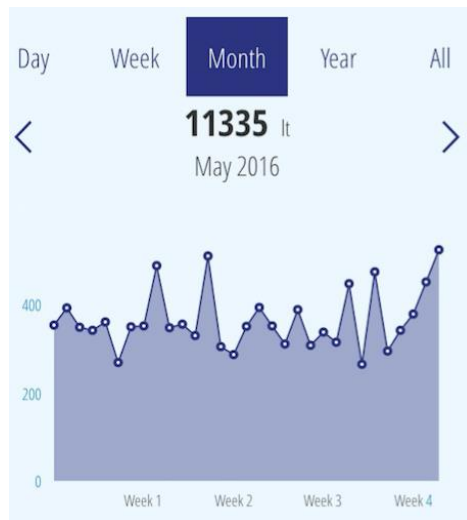 Day Week Month Year All
11335 lt
May 2016
400
200
0
Week 1 Week 2 Week 3 Week 4